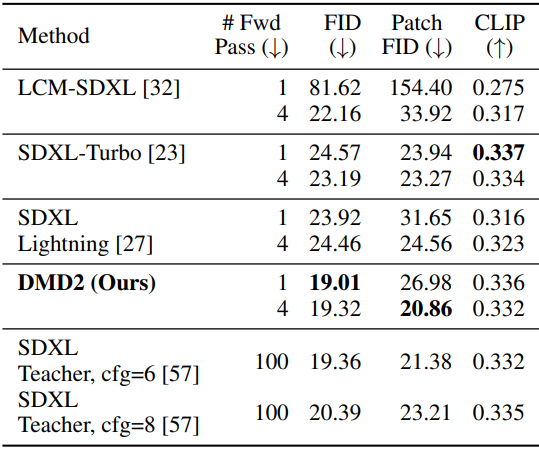 Method # Fwd Pass (↓) FID (↓) Patch FID (↓) CLIP (↑)
LCM-SDXL [32] 1 81.62 154.40 0.275
4 22.16 33.92 0.317
SDXL-Turbo [23] 1 24.57 23.94 0.337
4 23.19 23.27 0.334
SDXL 1 23.92 31.65 0.316
Lightning [27] 4 24.46 24.56 0.323
DMD2 (Ours) 1 19.01 26.98 0.336
4 19.32 20.86 0.332
SDXL
Teacher, cfg=6 [57] 100 19.36 21.38 0.332
SDXL
Teacher, cfg=8 [57] 100 20.39 23.21 0.335